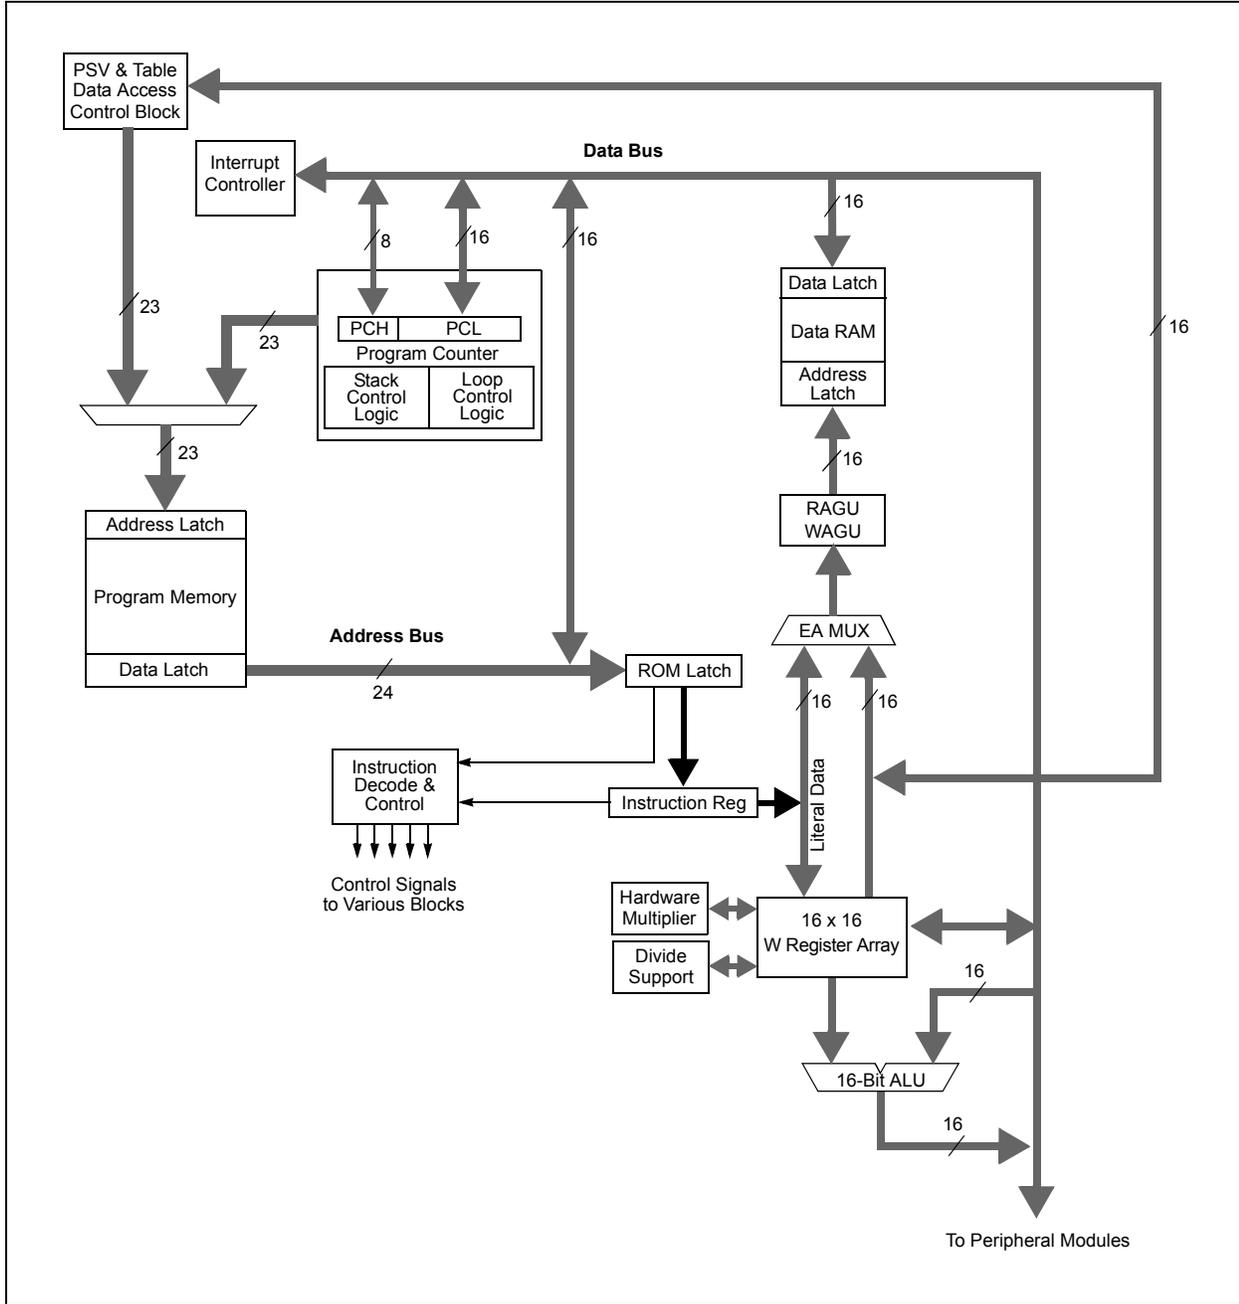 PSV & Table
Data Access
Control Block
Data Bus
Interrupt
Controller
16
8
16
16
Data Latch
23
23
16
PCH
PCL
Data RAM
Program Counter
Stack
Control
Logic
Loop
Control
Logic
Address
Latch
23
16
RAGU
WAGU
Address Latch
Program Memory
EA MUX
Address Bus
Data Latch
24
ROM Latch
16
16
Instruction
Decode &
Control
Instruction Reg
Literal Data
Control Signals
to Various Blocks
Hardware
Multiplier
16 x 16
W Register Array
Divide
Support
16
16-Bit ALU
16
To Peripheral Modules